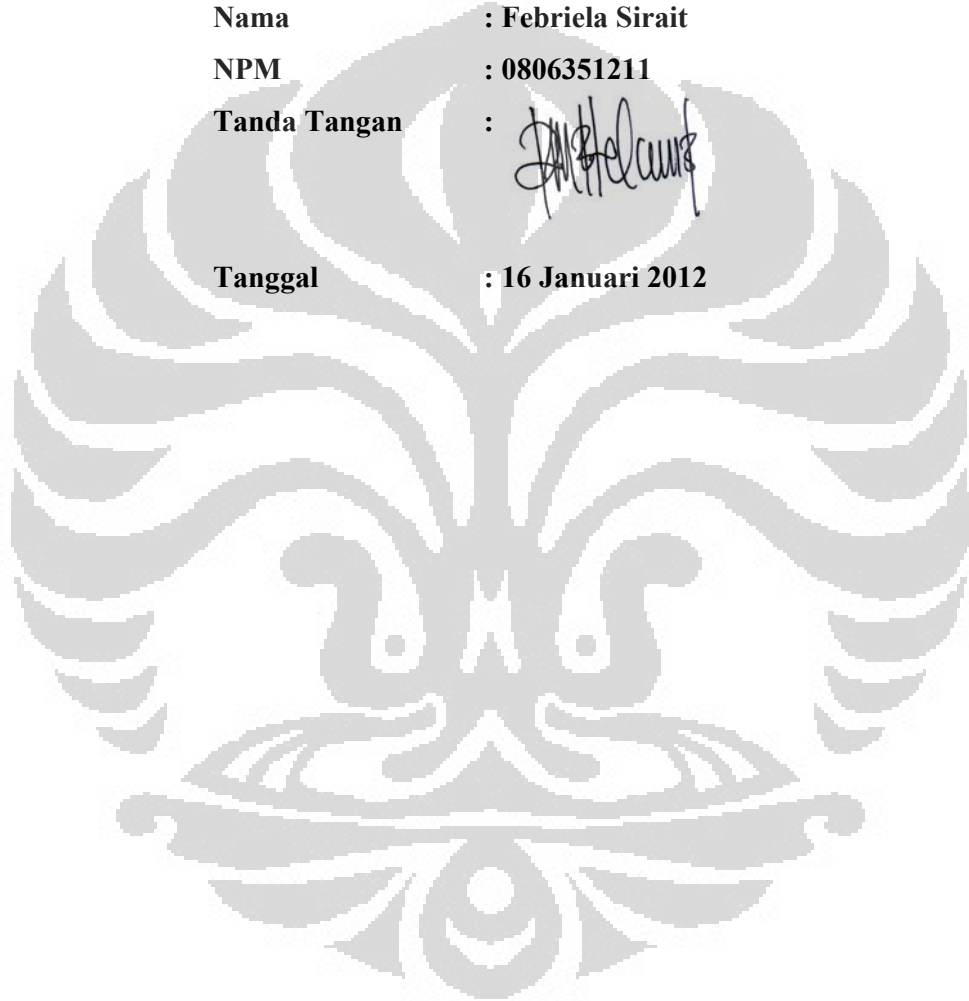 Nama : Febriela Sirait
NPM : 0806351211
Tanda Tangan :
Tanggal : 16 Januari 2012